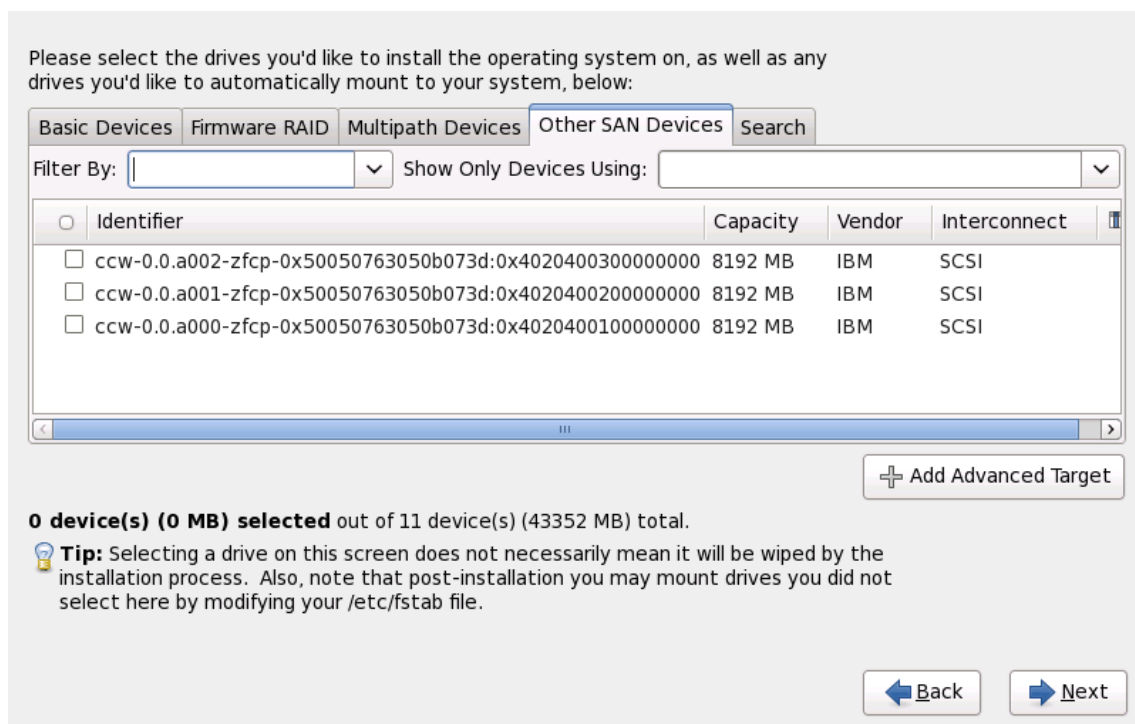 Please select the drives you'd like to install the operating system on, as well as any
drives you'd like to automatically mount to your system, below:
Basic Devices Firmware RAID Multipath Devices Other SAN Devices Search
Filter By: Show Only Devices Using:
Identifier Capacity Vendor Interconnect
ccw-0.0.a002-zfcp-0x50050763050b073d:0x4020400300000000 8192 MB IBM SCSI
ccw-0.0.a001-zfcp-0x50050763050b073d:0x4020400200000000 8192 MB IBM SCSI
ccw-0.0.a000-zfcp-0x50050763050b073d:0x4020400100000000 8192 MB IBM SCSI
Add Advanced Target
0 device(s) (0 MB) selected out of 11 device(s) (43352 MB) total.
Tip: Selecting a drive on this screen does not necessarily mean it will be wiped by the
installation process.  Also, note that post-installation you may mount drives you did not
select here by modifying your /etc/fstab file.
Back Next